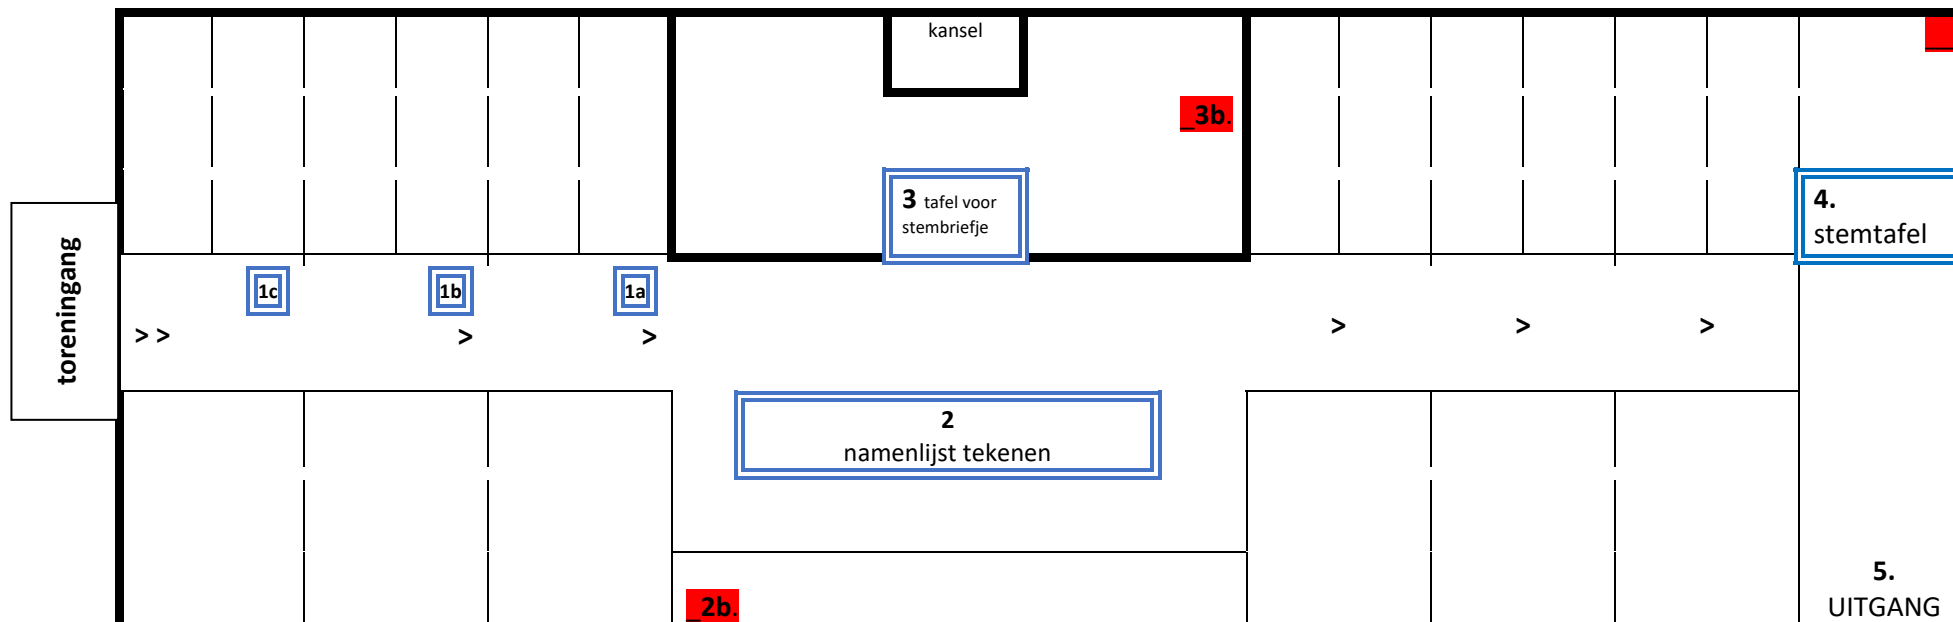 kansel
_3b.
3 tafel voor
stembriefje
4.
stemtafel
toreningang
1c
1b
1a
> >
>
>
>
>
>
2
namenlijst tekenen
_2b.
5.
UITGANG